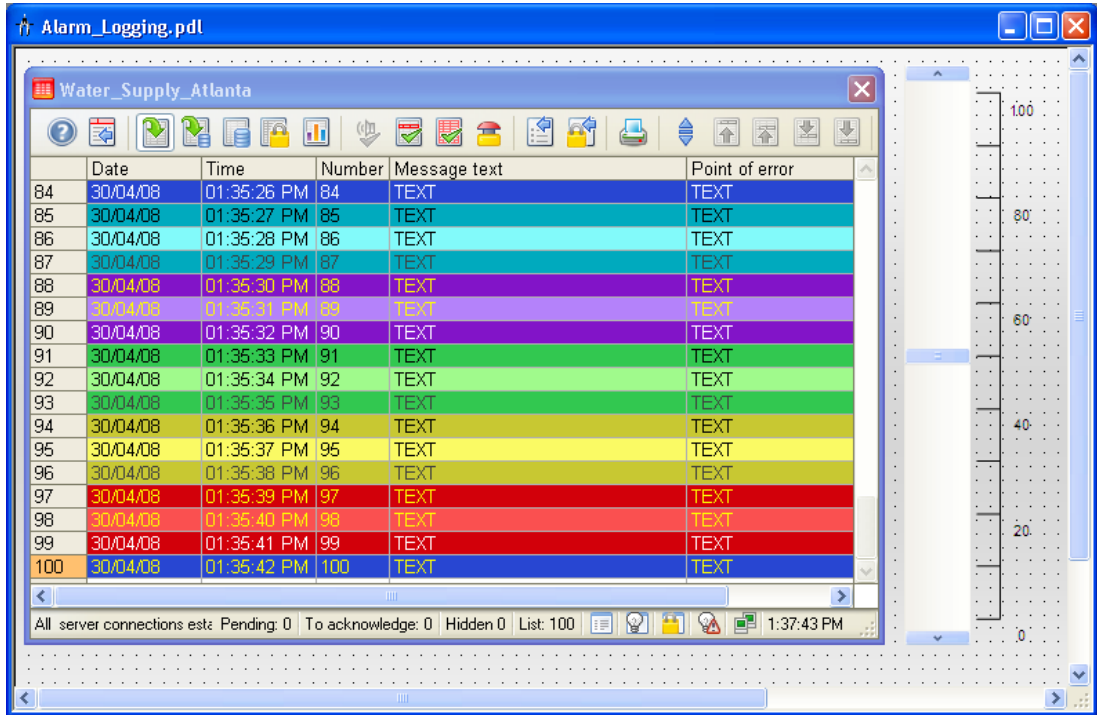 Alarm_Logging.pdl
Water_Supply_Atlanta
Date Time Number Message text Point of error
84 30/04/08 01:35:26 PM 84 TEXT TEXT
85 30/04/08 01:35:27 PM 85 TEXT TEXT
86 30/04/08 01:35:28 PM 86 TEXT TEXT
87 30/04/08 01:35:29 PM 87 TEXT TEXT
88 30/04/08 01:35:30 PM 88 TEXT TEXT
89 30/04/08 01:35:31 PM 89 TEXT TEXT
90 30/04/08 01:35:32 PM 90 TEXT TEXT
91 30/04/08 01:35:33 PM 91 TEXT TEXT
92 30/04/08 01:35:34 PM 92 TEXT TEXT
93 30/04/08 01:35:35 PM 93 TEXT TEXT
94 30/04/08 01:35:36 PM 94 TEXT TEXT
95 30/04/08 01:35:37 PM 95 TEXT TEXT
96 30/04/08 01:35:38 PM 96 TEXT TEXT
97 30/04/08 01:35:39 PM 97 TEXT TEXT
98 30/04/08 01:35:40 PM 98 TEXT TEXT
99 30/04/08 01:35:41 PM 99 TEXT TEXT
100 30/04/08 01:35:42 PM 100 TEXT TEXT
All server connections esta Pending: 0 To acknowledge: 0 Hidden 0 List: 100 1:37:43 PM
100
80
60
40
20
0